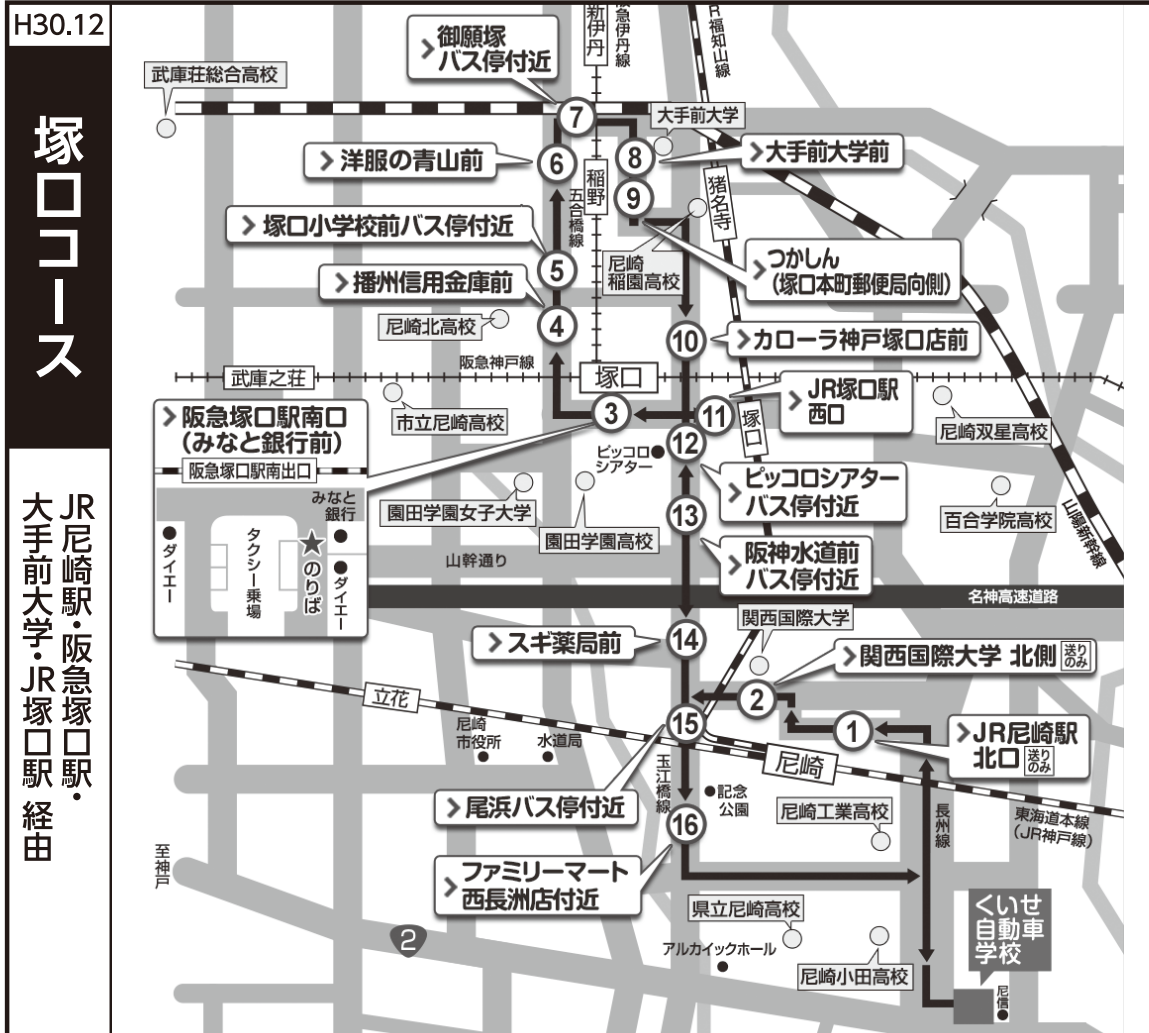 H30.12
塚口コース
JR尼崎駅・阪急塚口駅・
大手前大学・JR塚口駅 経由
御願塚
バス停付近
新伊丹
阪急伊丹線
JR福知山線
武庫荘総合高校
7
大手前大学
洋服の青山前
6
8
大手前大学前
稲野
9
猪名寺
五合橋線
塚口小学校前バス停付近
5
尼崎
稲園高校
つかしん
(塚口本町郵便局向側)
播州信用金庫前
4
尼崎北高校
10
カローラ神戸塚口店前
阪急神戸線
武庫之荘
塚口
JR塚口駅
西口
市立尼崎高校
3
11
塚口
尼崎双星高校
阪急塚口駅南口
(みなと銀行前)
阪急塚口駅南出口
みなと
銀行
ダイエー
タクシー乗場
★のりば
ダイエー
ピッコロ
シアター
12
ピッコロシアター
バス停付近
園田学園女子大学
園田学園高校
13
百合学院高校
山陽新幹線
山幹通り
阪神水道前
バス停付近
名神高速道路
関西国際大学
スギ薬局前
14
関西国際大学 北側 送りのみ
2
立花
15
1
JR尼崎駅
北口 送りのみ
尼崎
市役所
水道局
尼崎
玉江橋線
尾浜バス停付近
記念
公園
尼崎工業高校
長州線
東海道本線
(JR神戸線)
16
至神戸
ファミリーマート
西長洲店付近
県立尼崎高校
くいせ
自動車
学校
2
アルカイックホール
尼崎小田高校
尼信